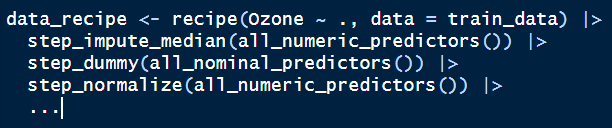 data_recipe <- recipe(Ozone ~ ., data = train_data) |>
  step_impute_median(all_numeric_predictors()) |>
  step_dummy(all_nominal_predictors()) |>
  step_normalize(all_numeric_predictors()) |>
  ...